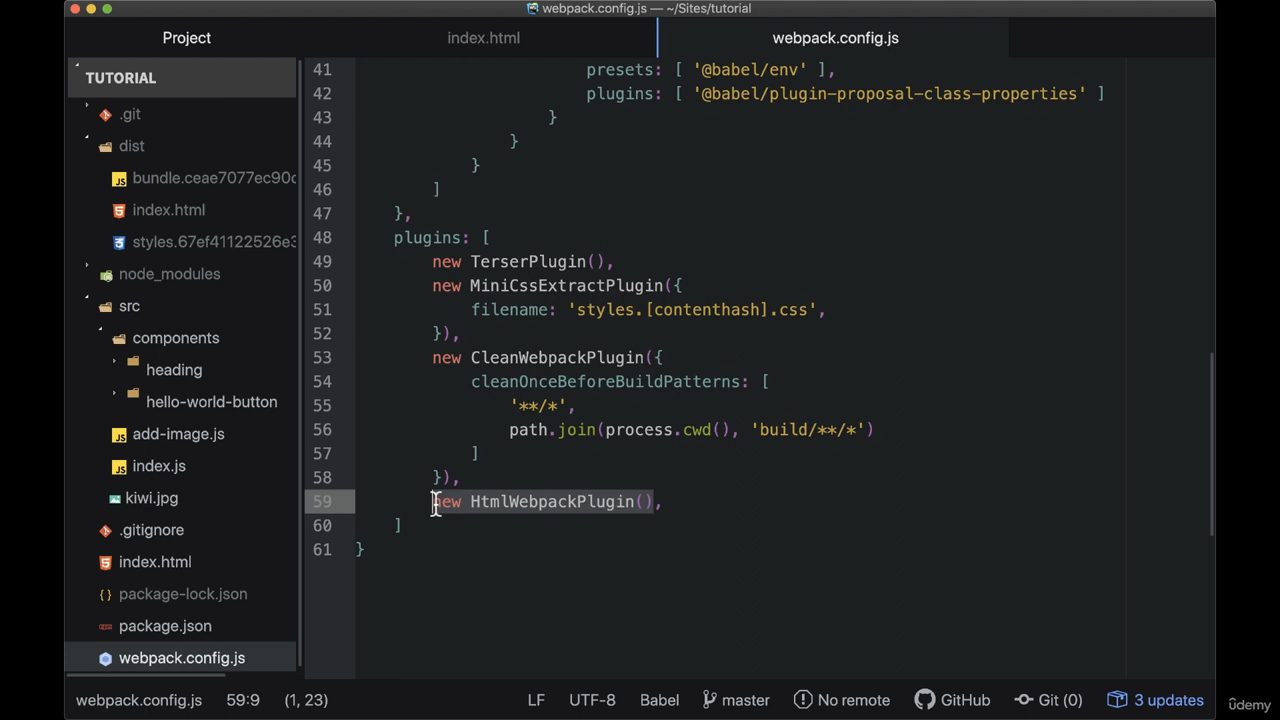 webpack.config.js — ~/Sites/tutorial
Project
index.html
webpack.config.js
TUTORIAL
.git
dist
bundle.ceae7077ec90c
index.html
styles.67ef41122526e3
node_modules
src
components
heading
hello-world-button
add-image.js
index.js
kiwi.jpg
.gitignore
index.html
package-lock.json
package.json
webpack.config.js
41 presets: [ '@babel/env' ],
42 plugins: [ '@babel/plugin-proposal-class-properties' ]
43 }
44 }
45 }
46 ]
47 },
48 plugins: [
49 new TerserPlugin(),
50 new MiniCssExtractPlugin({
51 filename: 'styles.[contenthash].css',
52 }),
53 new CleanWebpackPlugin({
54 cleanOnceBeforeBuildPatterns: [
55 '**/*',
56 path.join(process.cwd(), 'build/**/*')
57 ]
58 }),
59 new HtmlWebpackPlugin(),
60 ]
61 }
webpack.config.js 59:9 (1, 23) LF UTF-8 Babel master No remote GitHub Git (0) 3 updates
ûdemy